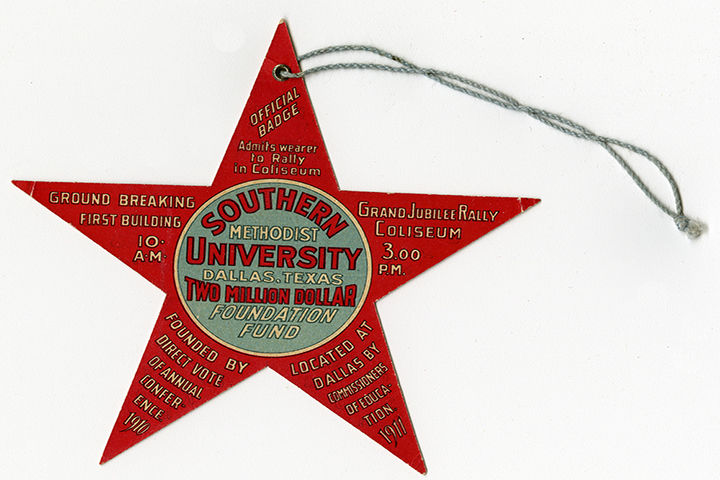 OFFICIAL
BADGE
Admits wearer
to Rally
in Coliseum
GROUND BREAKING
FIRST BUILDING
10.
A.M.
SOUTHERN
METHODIST
UNIVERSITY
DALLAS. TEXAS
TWO MILLION DOLLAR
FOUNDATION
FUND
GRAND JUBILEE RALLY
COLISEUM
3.00
P.M.
FOUNDED BY
DIRECT VOTE
OF ANNUAL
CONFER-
ENCE
1910
LOCATED AT
DALLAS BY
COMMISSIONERS
OF EDUCA-
TION.
1911